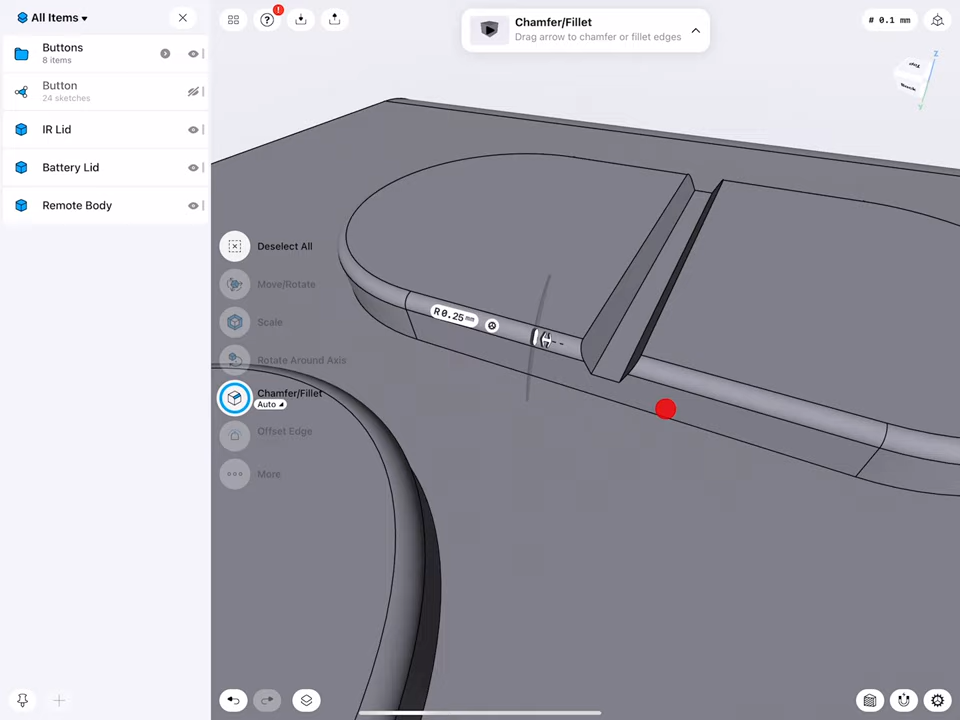 All Items
Buttons
8 items
Button
24 sketches
IR Lid
Battery Lid
Remote Body
!
?
Chamfer/Fillet
Drag arrow to chamfer or fillet edges
# 0.1 mm
Z
Y
Deselect All
Move/Rotate
Scale
Rotate Around Axis
Chamfer/Fillet
Auto
Offset Edge
More
R 0.25 mm